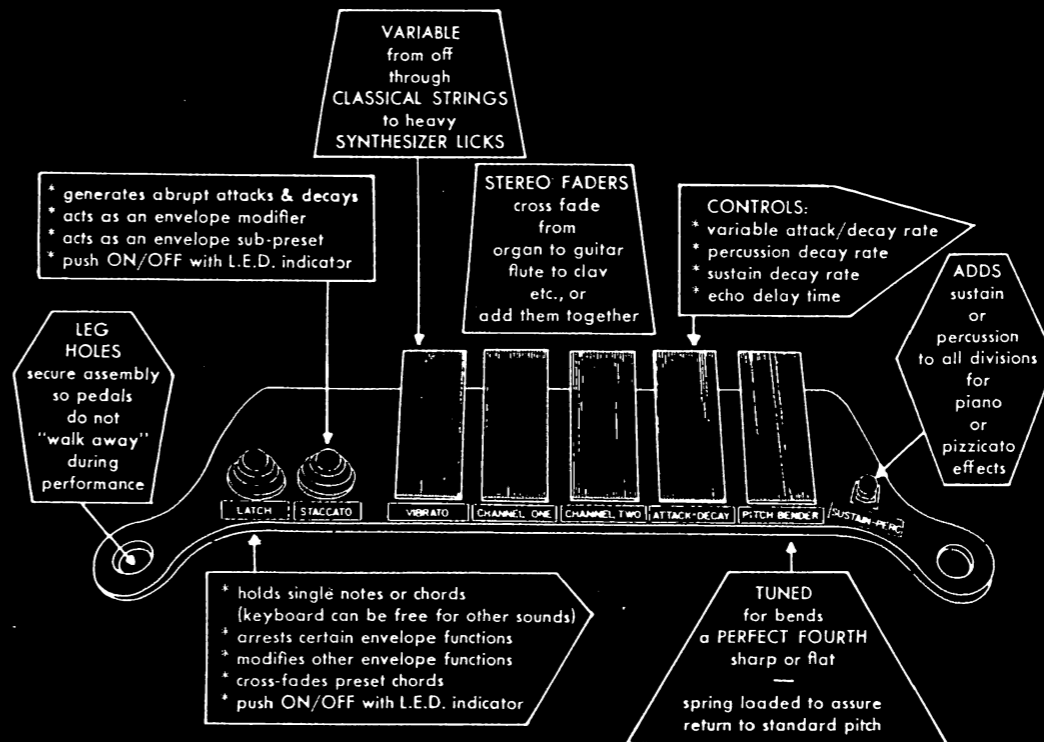 VARIABLE
from off
through
CLASSICAL STRINGS
to heavy
SYNTHESIZER LICKS
* generates abrupt attacks & decays
* acts as an envelope modifier
* acts as an envelope sub-preset
* push ON/OFF with L.E.D. indicator
STEREO FADERS
cross fade
from
organ to guitar
flute to clav
etc., or
add them together
CONTROLS:
* variable attack/decay rate
* percussion decay rate
* sustain decay rate
* echo delay time
ADDS
sustain
or
percussion
to all divisions
for
piano
or
pizzicato
effects
LEG
HOLES
secure assembly
so pedals
do not
"walk away"
during
performance
LATCH
STACCATO
VIBRATO
CHANNEL ONE
CHANNEL TWO
ATTACK-DECAY
PITCH BENDER
SUSTAIN-PERC
* holds single notes or chords
(keyboard can be free for other sounds)
* arrests certain envelope functions
* modifies other envelope functions
* cross-fades preset chords
* push ON/OFF with L.E.D. indicator
TUNED
for bends
a PERFECT FOURTH
sharp or flat
—
spring loaded to assure
return to standard pitch